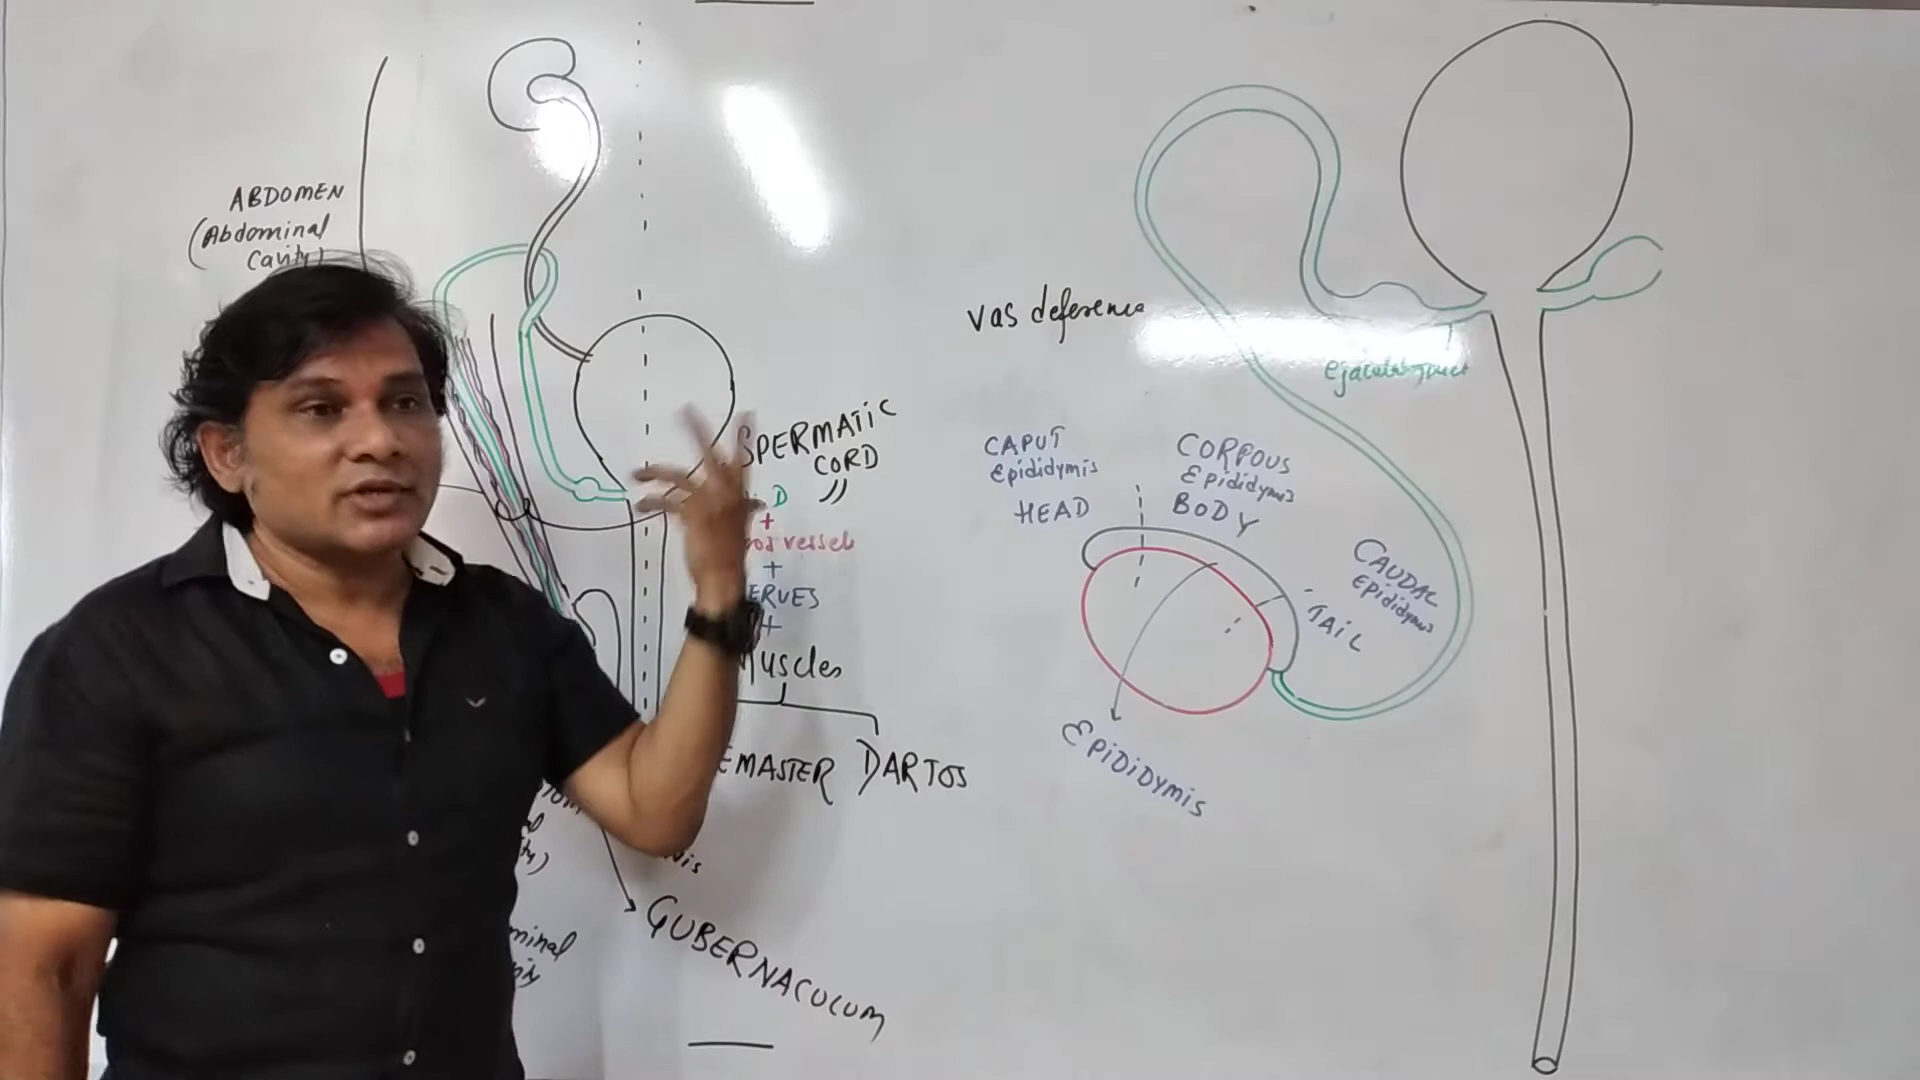 ABDOMEN
(Abdominal
Cavity)
SPERMATIC
CORD
D
+
vessels
+
+
Muscles
DARTOS
GUBERNACULUM
vas deference
ejaculatory duct
CAPUT
Epididymis
HEAD
CORPOUS
Epididymis
BODY
CAUDAL
Epididymis
TAIL
EPIDIDYMIS